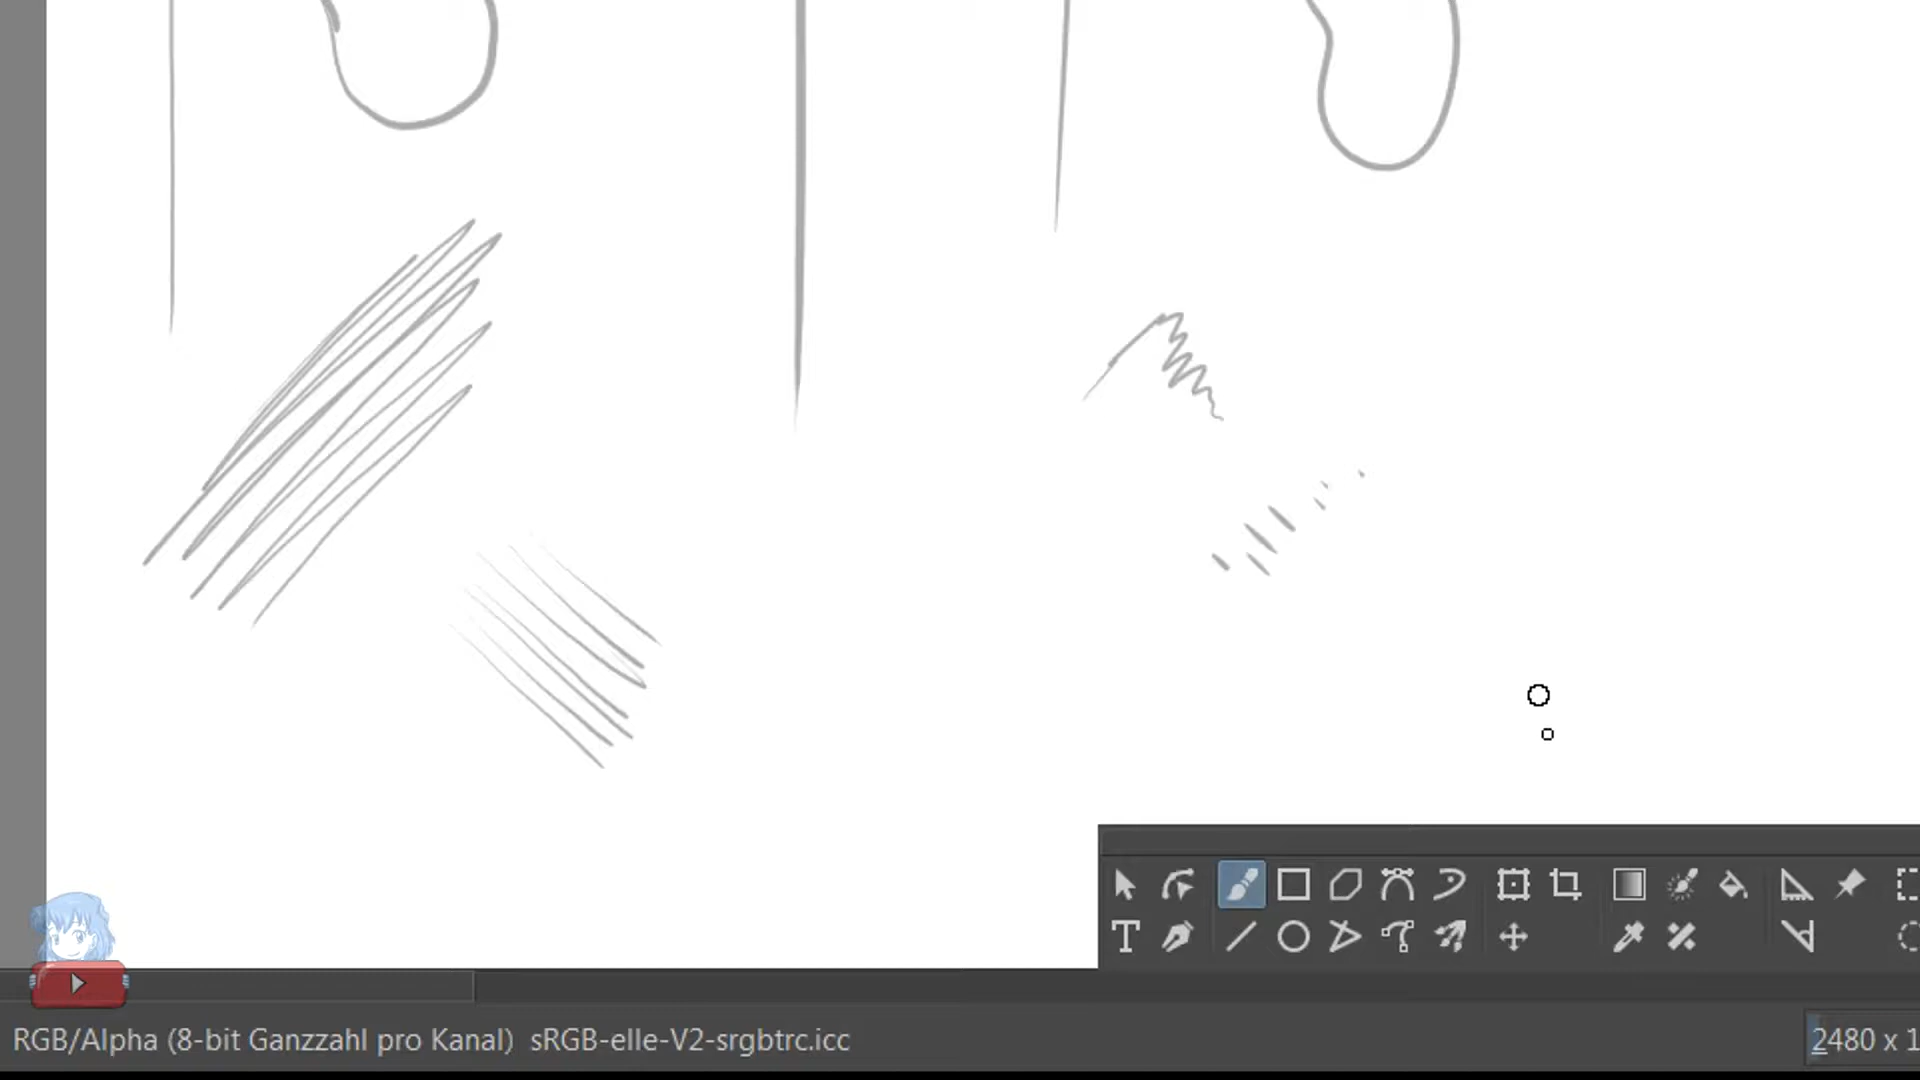 RGB/Alpha (8-bit Ganzzahl pro Kanal)  sRGB-elle-V2-srgbtrc.icc
2480 x 1